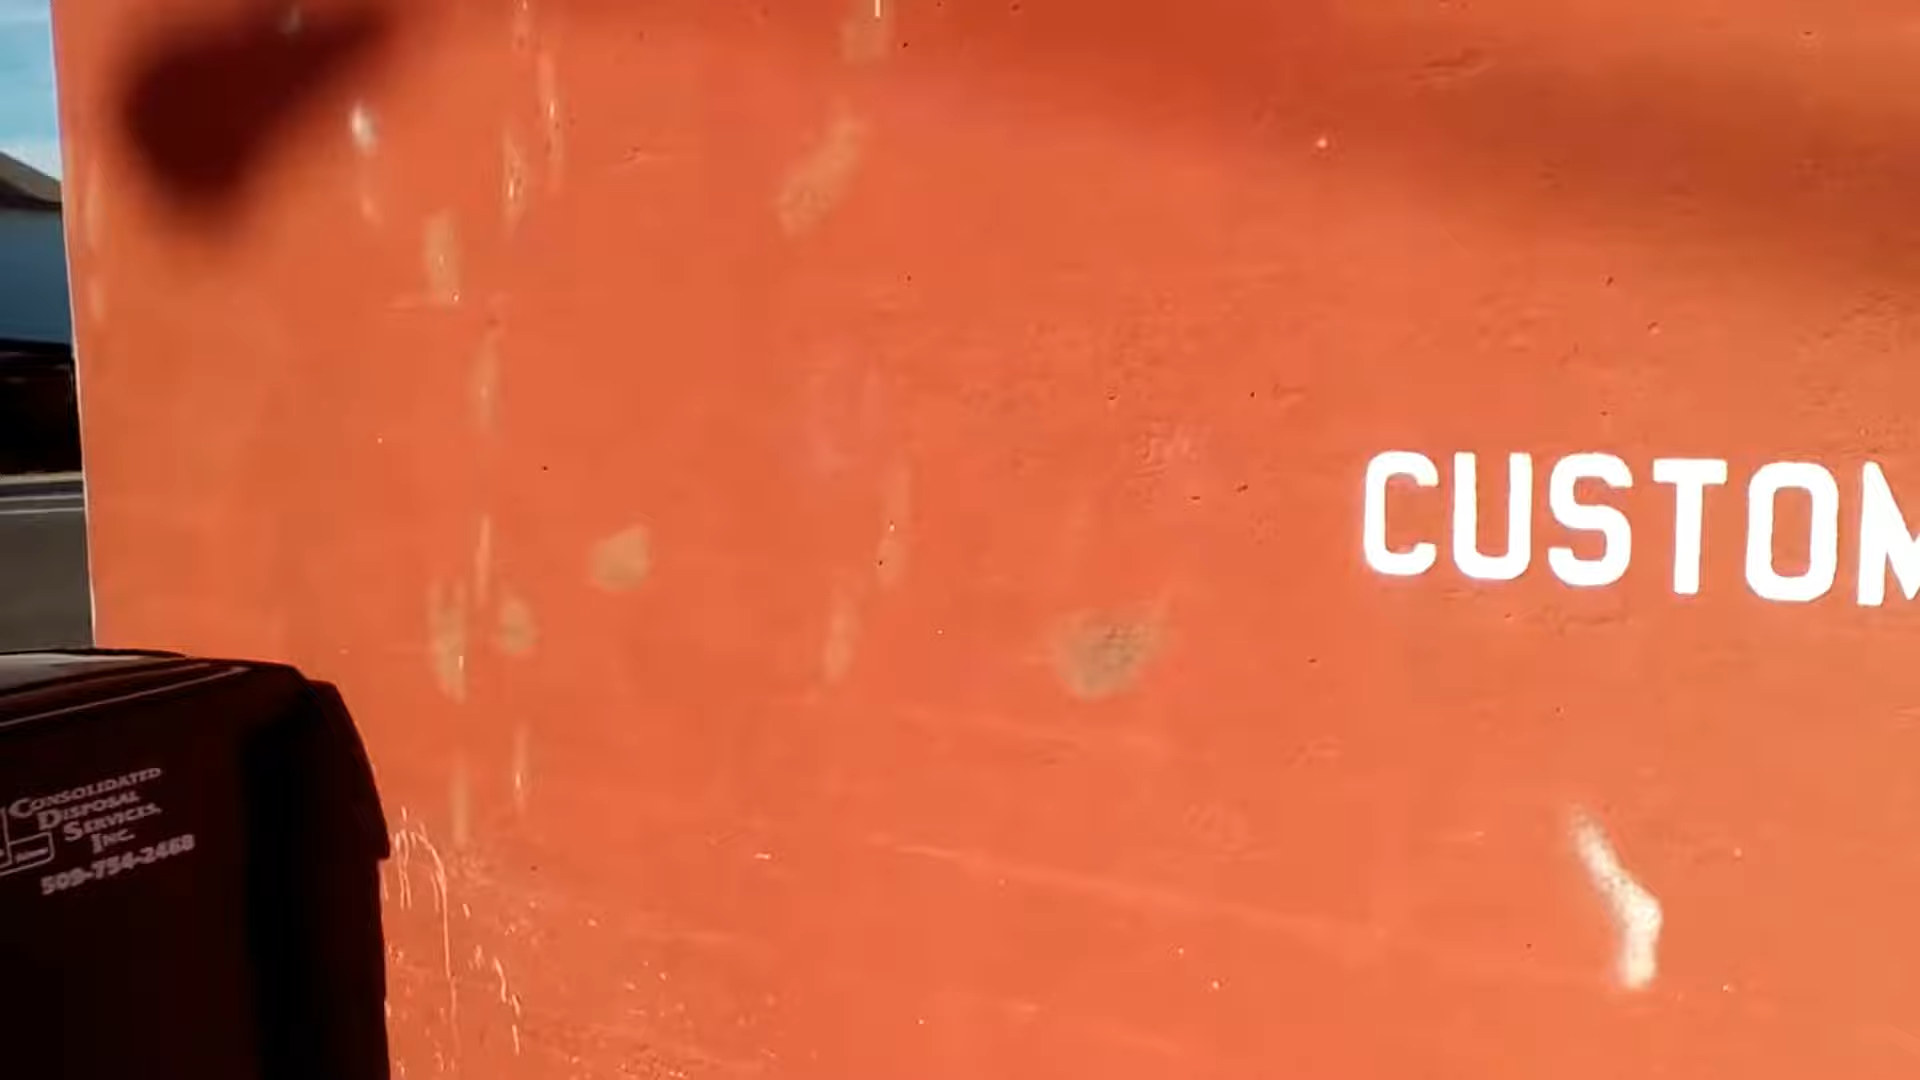 CUSTOM
CONSOLIDATED
DISPOSAL
SERVICES,
INC.
509-754-2468